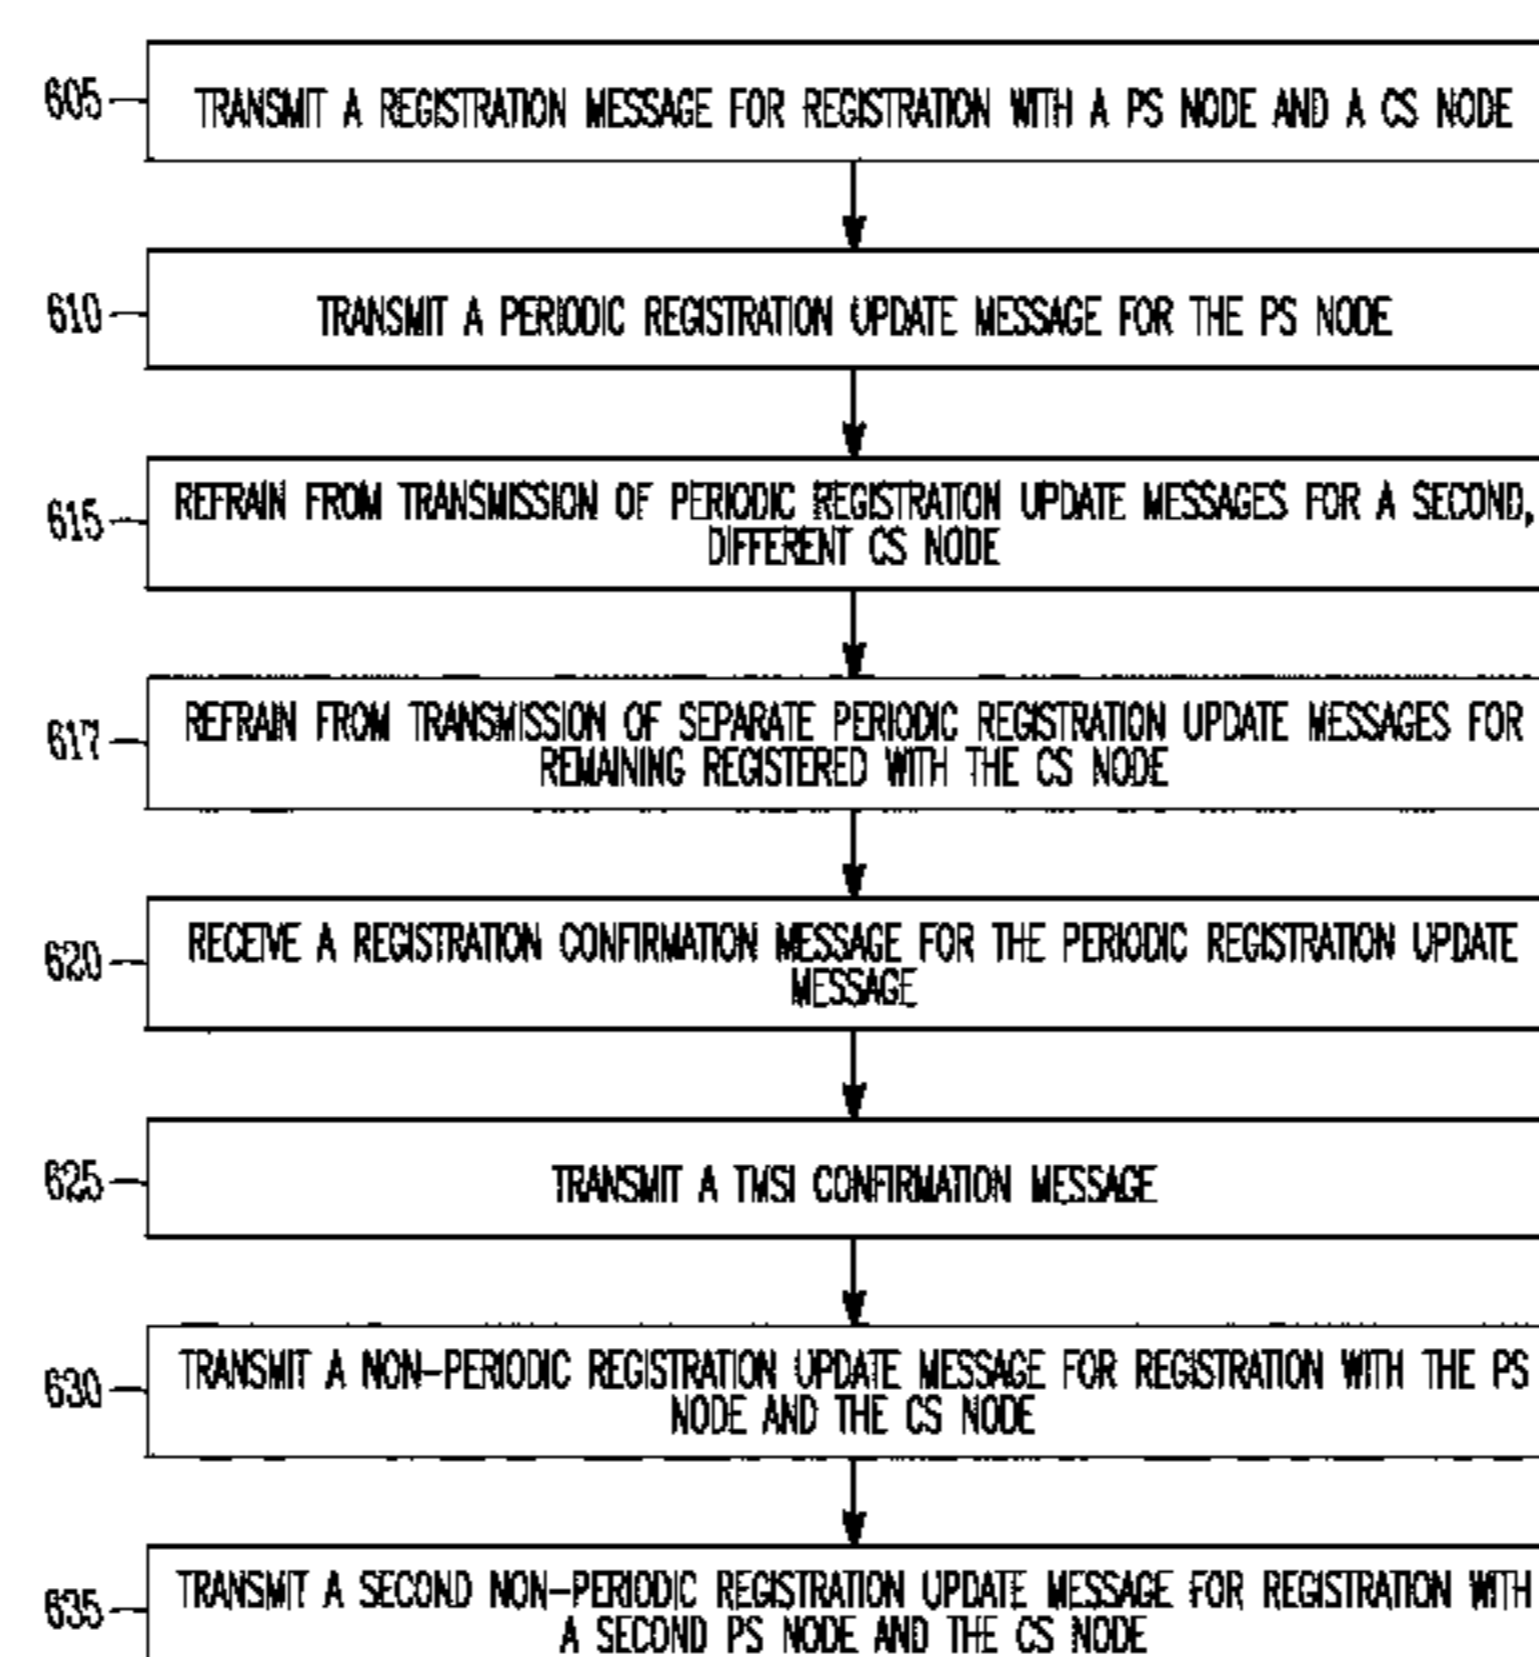 605
TRANSMIT A REGISTRATION MESSAGE FOR REGISTRATION WITH A PS NODE AND A CS NODE
610
TRANSMIT A PERIODIC REGISTRATION UPDATE MESSAGE FOR THE PS NODE
615
REFRAIN FROM TRANSMISSION OF PERIODIC REGISTRATION UPDATE MESSAGES FOR A SECOND,
DIFFERENT CS NODE
617
REFRAIN FROM TRANSMISSION OF SEPARATE PERIODIC REGISTRATION UPDATE MESSAGES FOR
REMAINING REGISTERED WITH THE CS NODE
620
RECEIVE A REGISTRATION CONFIRMATION MESSAGE FOR THE PERIODIC REGISTRATION UPDATE
MESSAGE
625
TRANSMIT A TMSI CONFIRMATION MESSAGE
630
TRANSMIT A NON-PERIODIC REGISTRATION UPDATE MESSAGE FOR REGISTRATION WITH THE PS
NODE AND THE CS NODE
635
TRANSMIT A SECOND NON-PERIODIC REGISTRATION UPDATE MESSAGE FOR REGISTRATION WITH
A SECOND PS NODE AND THE CS NODE